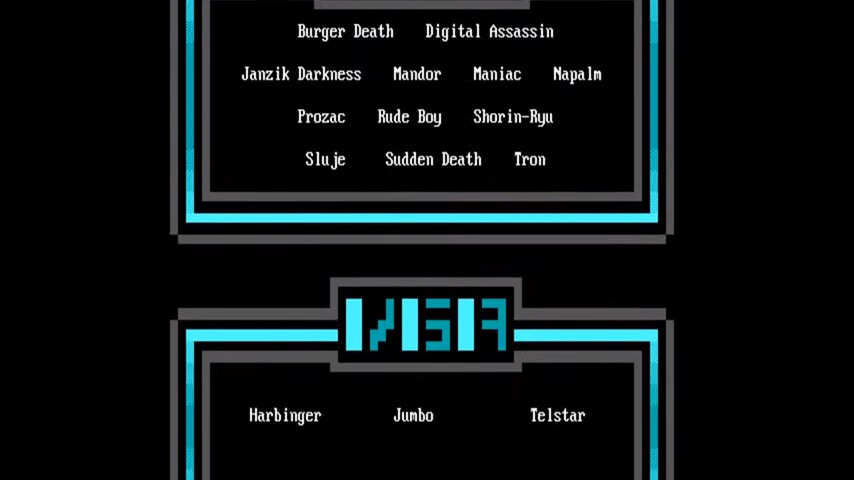 Burger Death Digital Assassin
Janzik Darkness Mandor Maniac Napalm
Prozac Rude Boy Shorin-Ryu
Sluje Sudden Death Tron
VGA
Harbinger Jumbo Telstar